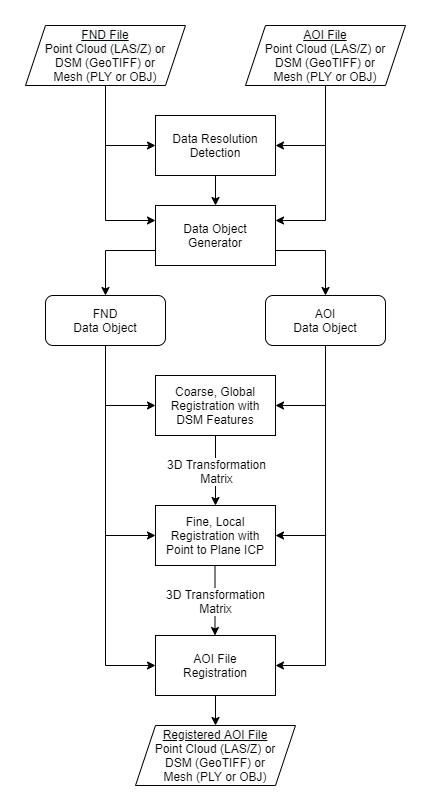 FND File
Point Cloud (LAS/Z) or
DSM (GeoTIFF) or
Mesh (PLY or OBJ)
AOI File
Point Cloud (LAS/Z) or
DSM (GeoTIFF) or
Mesh (PLY or OBJ)
Data Resolution
Detection
Data Object
Generator
FND
Data Object
AOI
Data Object
Coarse, Global
Registration with
DSM Features
3D Transformation
Matrix
Fine, Local
Registration with
Point to Plane ICP
3D Transformation
Matrix
AOI File
Registration
Registered AOI File
Point Cloud (LAS/Z) or
DSM (GeoTIFF) or
Mesh (PLY or OBJ)